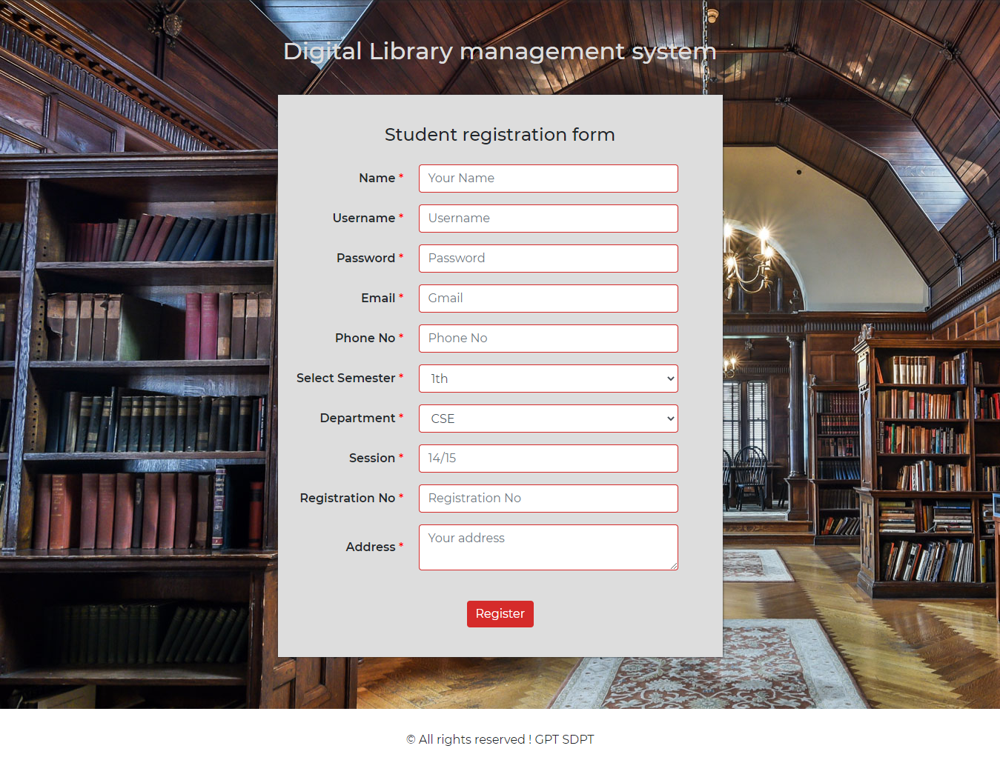 Digital Library management system
Student registration form
Name * Your Name
Username * Username
Password * Password
Email * Gmail
Phone No * Phone No
Select Semester * 1th
Department * CSE
Session * 14/15
Registration No * Registration No
Address * Your address
Register
© All rights reserved ! GPT SDPT